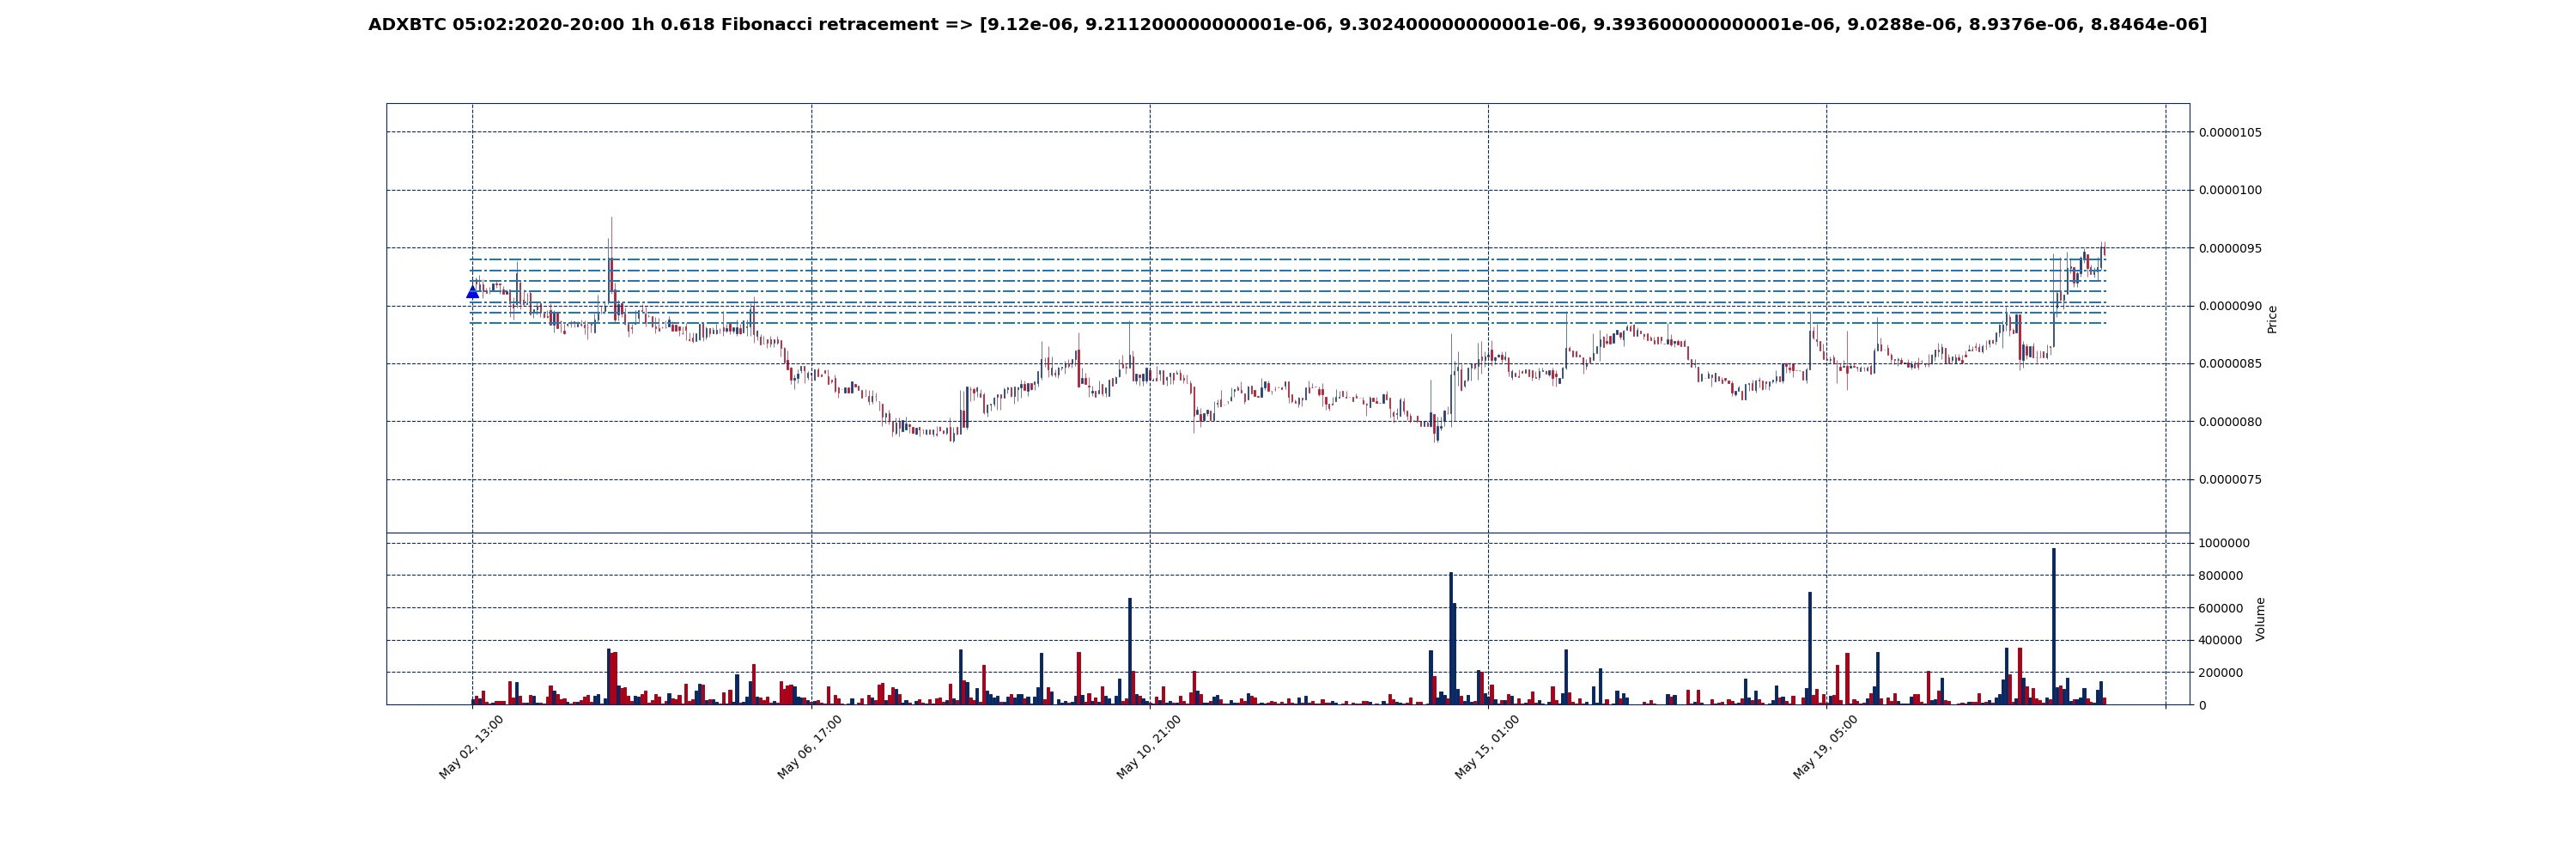 ADXBTC 05:02:2020-20:00 1h 0.618 Fibonacci retracement => [9.12e-06, 9.211200000000001e-06, 9.302400000000001e-06, 9.393600000000001e-06, 9.0288e-06, 8.9376e-06, 8.8464e-06]
0.0000105
0.0000100
0.0000095
0.0000090
0.0000085
0.0000080
0.0000075
Price
1000000
800000
600000
400000
200000
0
Volume
May 02, 13:00
May 06, 17:00
May 10, 21:00
May 15, 01:00
May 19, 05:00